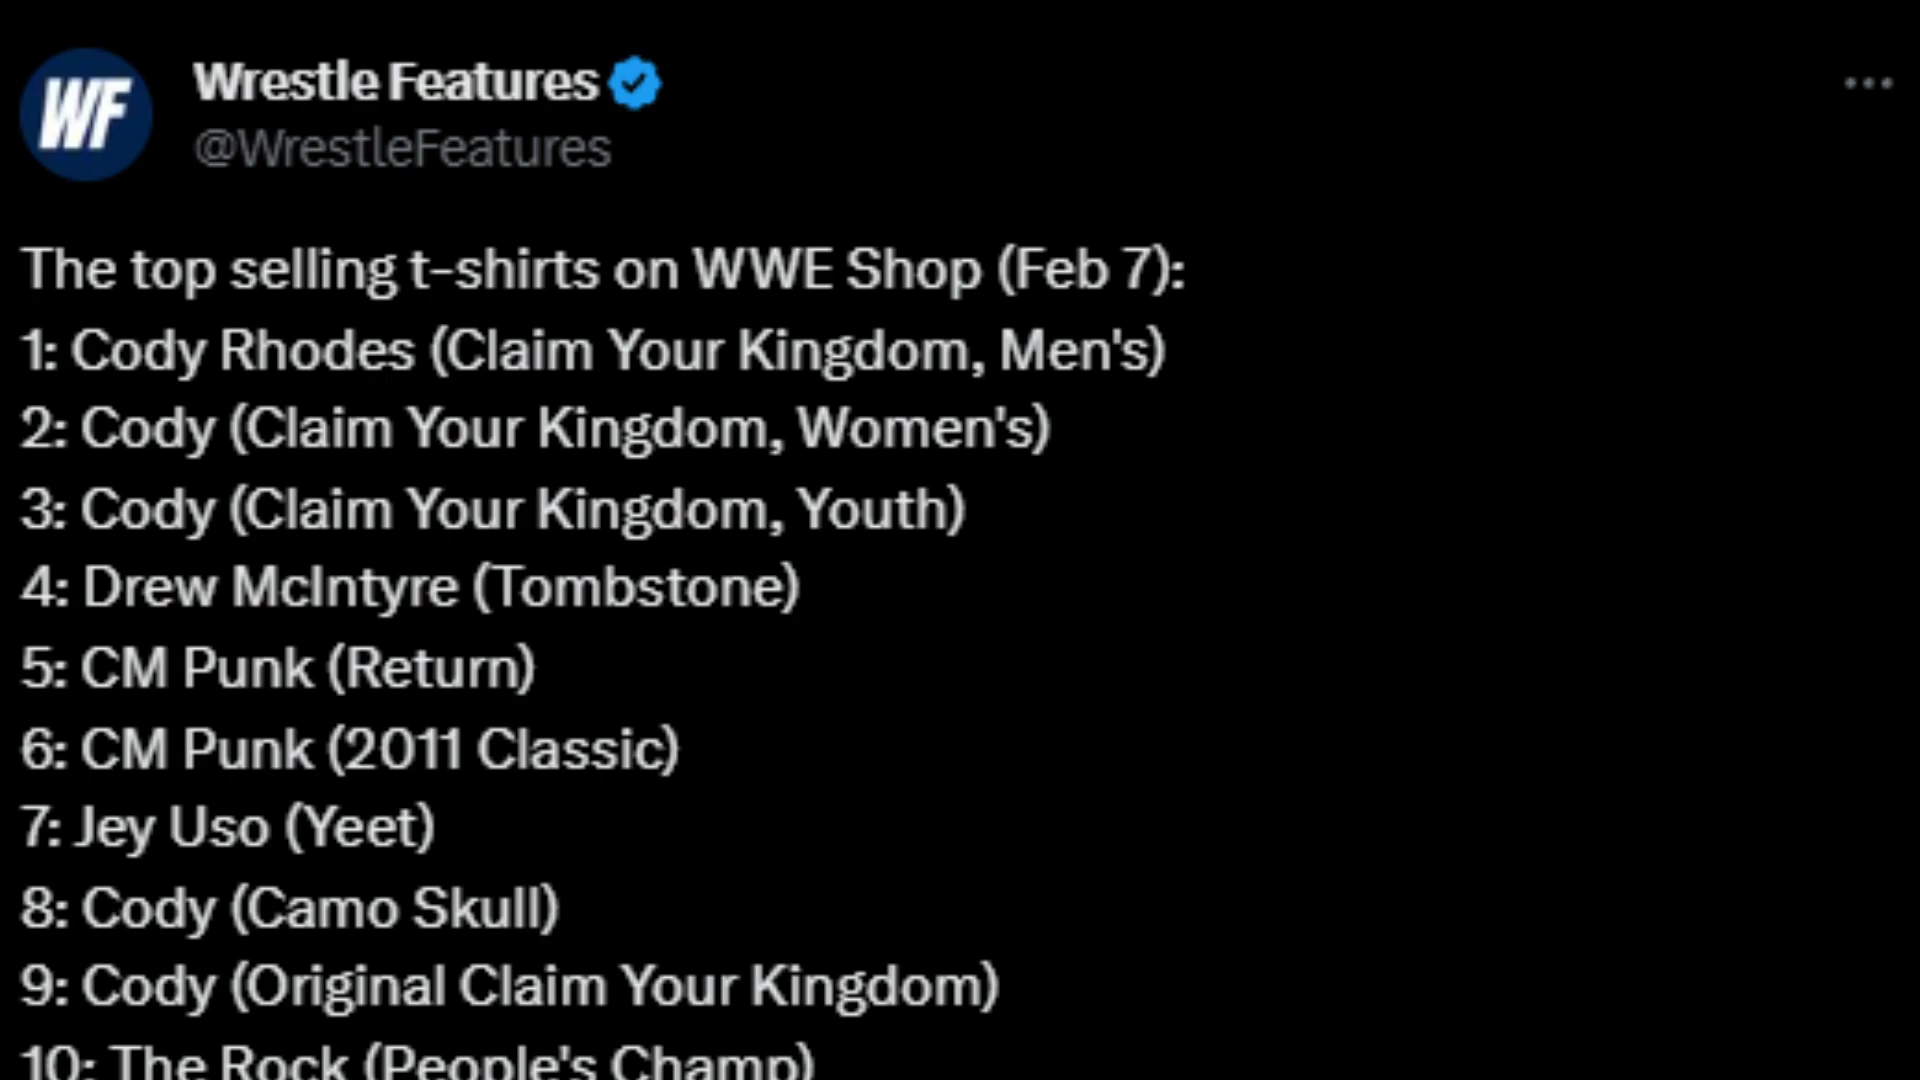 WF
Wrestle Features
@WrestleFeatures
The top selling t-shirts on WWE Shop (Feb 7):
1: Cody Rhodes (Claim Your Kingdom, Men's)
2: Cody (Claim Your Kingdom, Women's)
3: Cody (Claim Your Kingdom, Youth)
4: Drew McIntyre (Tombstone)
5: CM Punk (Return)
6: CM Punk (2011 Classic)
7: Jey Uso (Yeet)
8: Cody (Camo Skull)
9: Cody (Original Claim Your Kingdom)
10: The Rock (People's Champ)